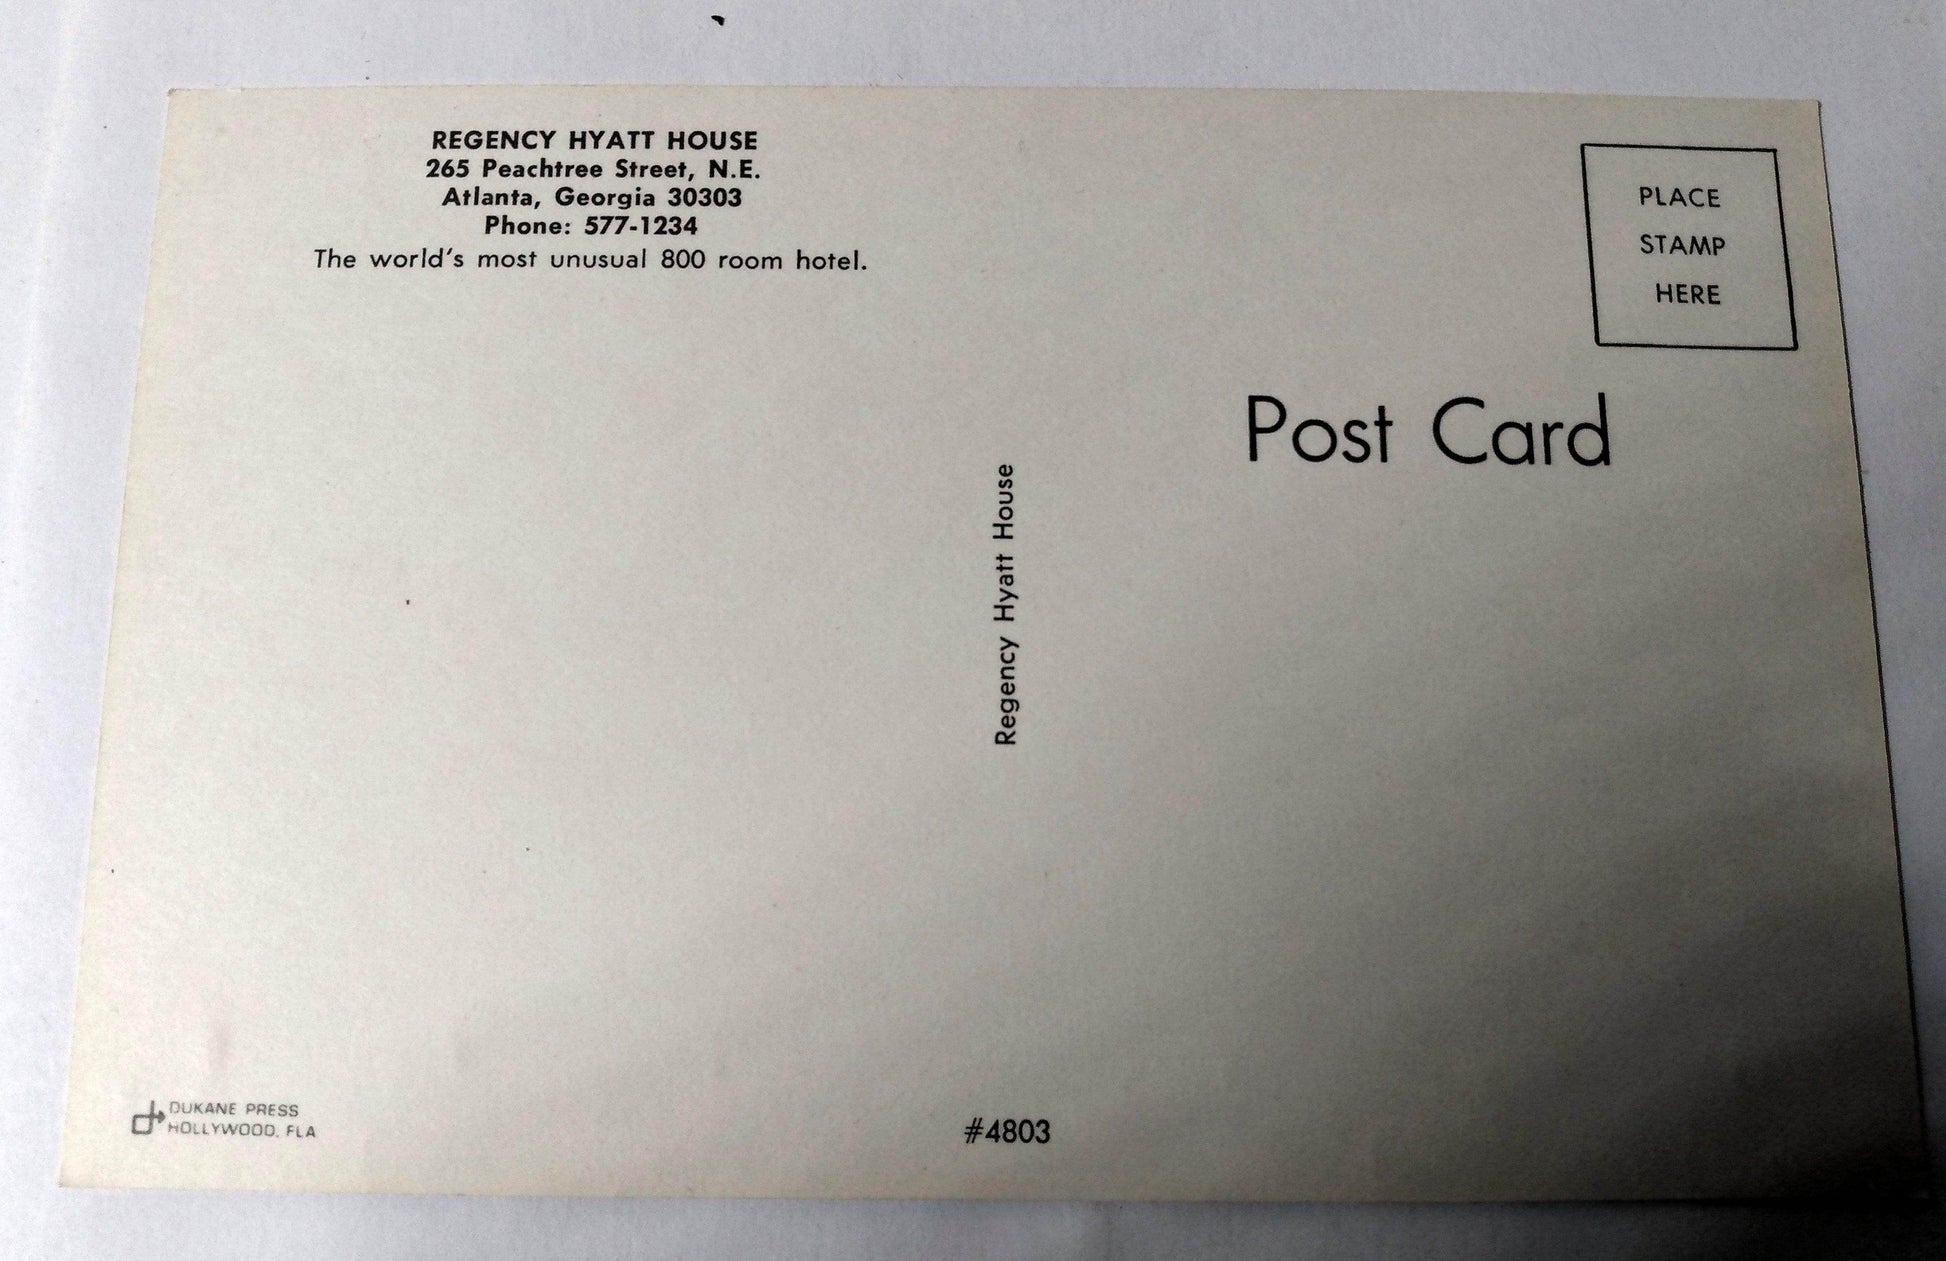 REGENCY HYATT HOUSE
265 Peachtree Street, N.E.
Atlanta, Georgia 30303
Phone: 577-1234
The world's most unusual 800 room hotel.
PLACE
STAMP
HERE
Post Card
Regency Hyatt House
DUKANE PRESS
HOLLYWOOD, FLA
#4803